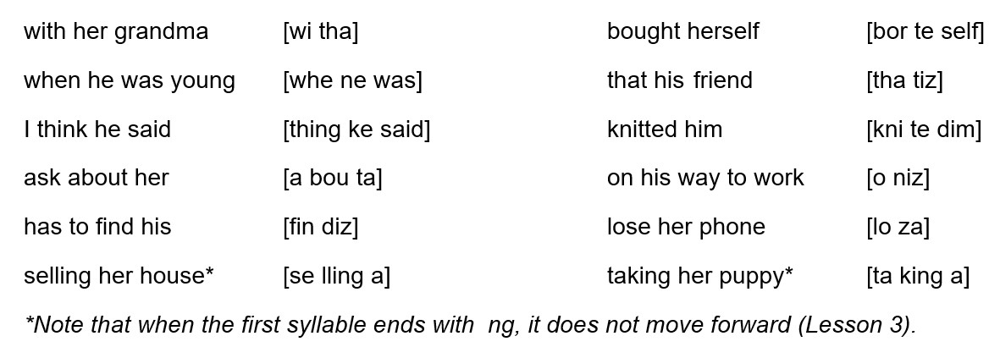 with her grandma [wi tha] bought herself [bor te self]
when he was young [whe ne was] that his friend [tha tiz]
I think he said [thing ke said] knitted him [kni te dim]
ask about her [a bou ta] on his way to work [o niz]
has to find his [fin diz] lose her phone [lo za]
selling her house* [se lling a] taking her puppy* [ta king a]
*Note that when the first syllable ends with ng, it does not move forward (Lesson 3).